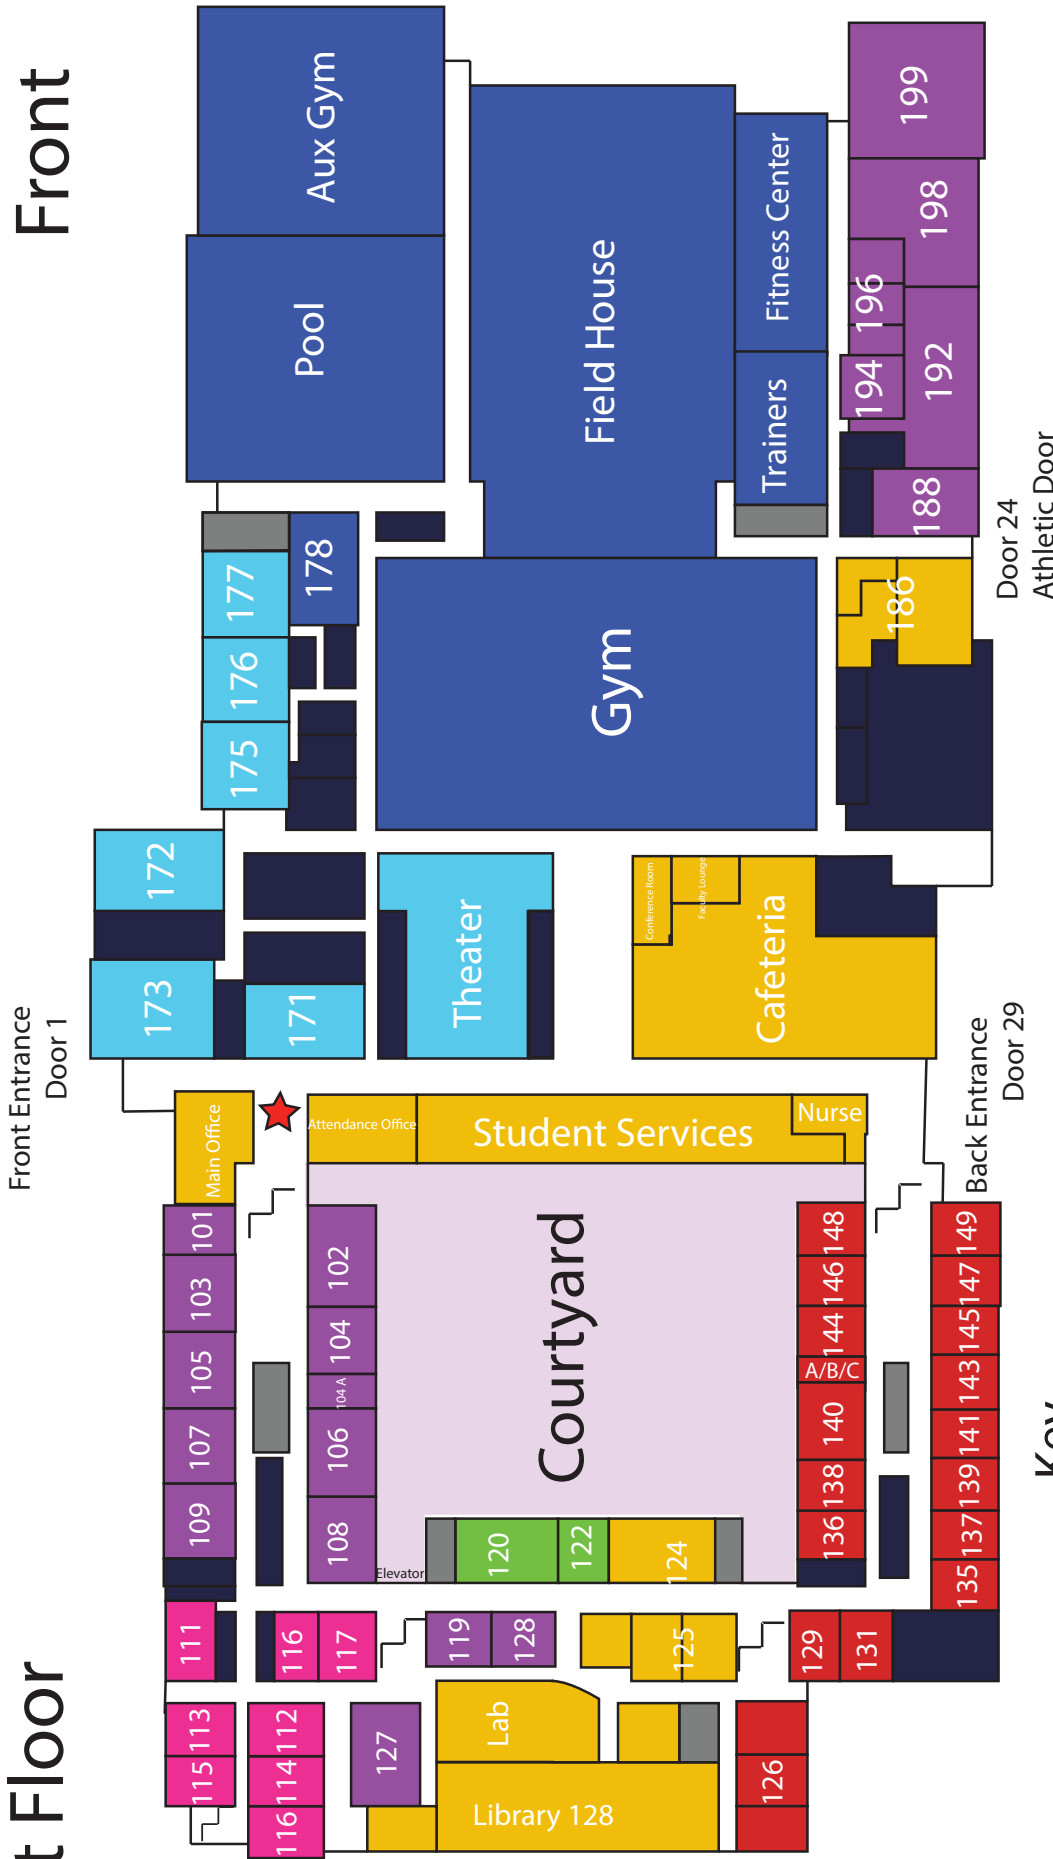 Front
t Floor
Aux Gym
Pool
Field House
Fitness Center
Trainers
199
198
196
194
192
188
Door 24
Athletic Door
186
178
177
176
175
Gym
172
173
171
Theater
Conference Room
Faculty Lounge
Cafeteria
Front Entrance
Door 1
Back Entrance
Door 29
Main Office
Attendance Office
Student Services
Nurse
101
103
105
107
109
102
104
104 A
106
108
Courtyard
148
146
144
A/B/C
140
138
136
149
147
145
143
141
139
137
135
Key
Elevator
120
122
124
111
116
117
119
128
125
129
131
113
115
112
114
116
127
Lab
Library 128
126